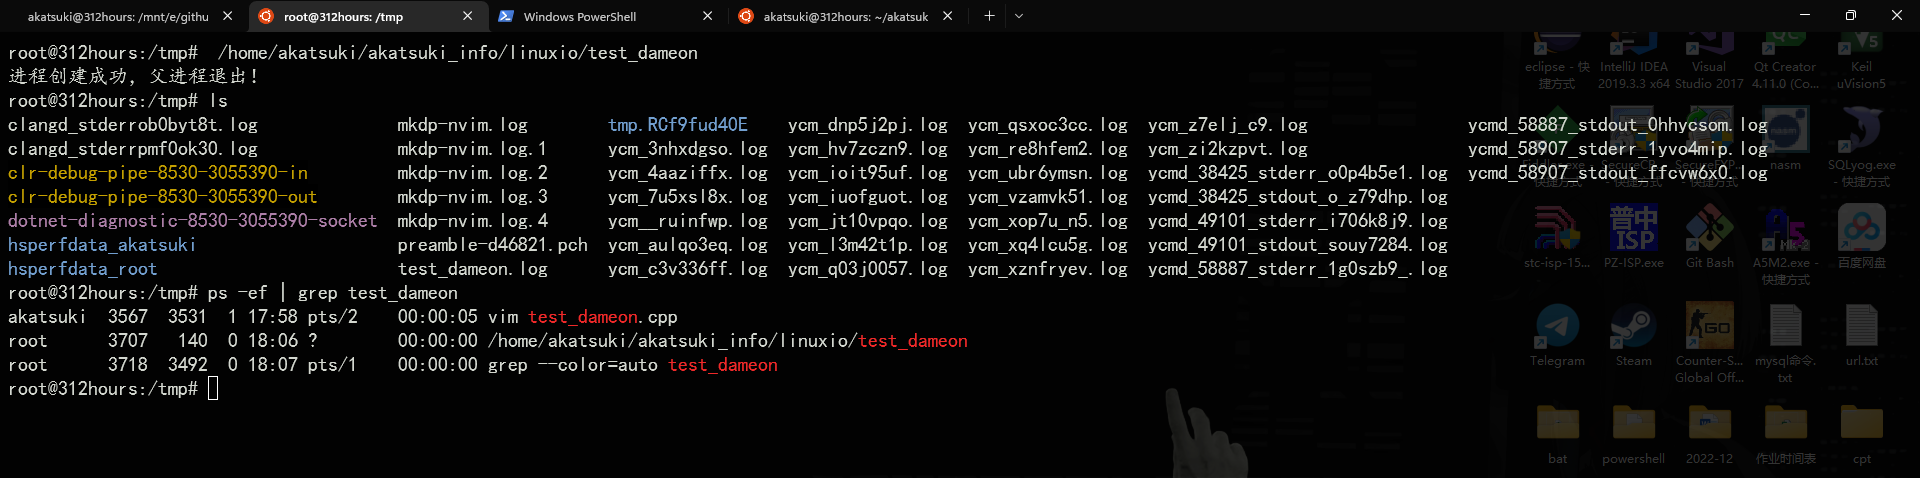 akatsuki@312hours: /mnt/e/githu
root@312hours: /tmp
Windows PowerShell
akatsuki@312hours: ~/akatsuk
root@312hours:/tmp#  /home/akatsuki/akatsuki_info/linuxio/test_dameon
进程创建成功, 父进程退出!
root@312hours:/tmp# ls
clangd_stderrob0byt8t.log mkdp-nvim.log tmp.RCf9fud40E ycm_dnp5j2pj.log ycm_qsxoc3cc.log ycm_z7elj_c9.log ycmd_58887_stdout_0hhycsom.log
clangd_stderrpmf0ok30.log mkdp-nvim.log.1 ycm_3nhxdgso.log ycm_hv7zczn9.log ycm_re8hfem2.log ycm_zi2kzpvt.log ycmd_58907_stderr_1yvo4mip.log
clr-debug-pipe-8530-3055390-in mkdp-nvim.log.2 ycm_4aaziffx.log ycm_ioit95uf.log ycm_ubr6ymsn.log ycmd_38425_stderr_o0p4b5e1.log ycmd_58907_stdout_ffcvw6x0.log
clr-debug-pipe-8530-3055390-out mkdp-nvim.log.3 ycm_7u5xsl8x.log ycm_iuofguot.log ycm_vzamvk51.log ycmd_38425_stdout_o_z79dhp.log
dotnet-diagnostic-8530-3055390-socket mkdp-nvim.log.4 ycm__ruinfwp.log ycm_jt10vpqo.log ycm_xop7u_n5.log ycmd_49101_stderr_i706k8j9.log
hsperfdata_akatsuki preamble-d46821.pch ycm_aulqo3eq.log ycm_l3m42t1p.log ycm_xq4lcu5g.log ycmd_49101_stdout_souy7284.log
hsperfdata_root test_dameon.log ycm_c3v336ff.log ycm_q03j0057.log ycm_xznfryev.log ycmd_58887_stderr_1g0szb9_.log
root@312hours:/tmp# ps -ef | grep test_dameon
akatsuki  3567  3531  1 17:58 pts/2    00:00:05 vim test_dameon.cpp
root      3707   140  0 18:06 ?        00:00:00 /home/akatsuki/akatsuki_info/linuxio/test_dameon
root      3718  3492  0 18:07 pts/1    00:00:00 grep --color=auto test_dameon
root@312hours:/tmp#
eclipse - 快
捷方式
IntelliJ IDEA
2019.3.3 x64
Visual
Studio 2017
Qt Creator
4.11.0 (Co...
Keil
uVision5
nasm
SQLyog.exe
- 快捷方式
stc-isp-15...
普中
ISP
PZ-ISP.exe
Git Bash
A5M2.exe -
快捷方式
百度网盘
Telegram
Steam
GO
Counter-S...
Global Off...
mysql命令.
txt
url.txt
bat
powershell
2022-12
作业时间表
cpt